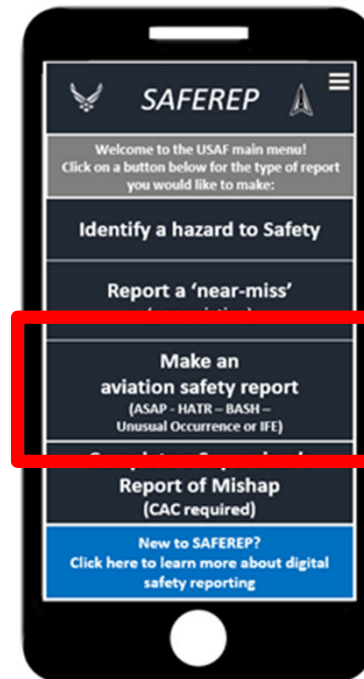 SAFEREP
Welcome to the USAF main menu!
Click on a button below for the type of report
you would like to make:
Identify a hazard to Safety
Report a 'near-miss'
Make an
aviation safety report
(ASAP - HATR – BASH –
Unusual Occurrence or IFE)
Report of Mishap
(CAC required)
New to SAFEREP?
Click here to learn more about digital
safety reporting